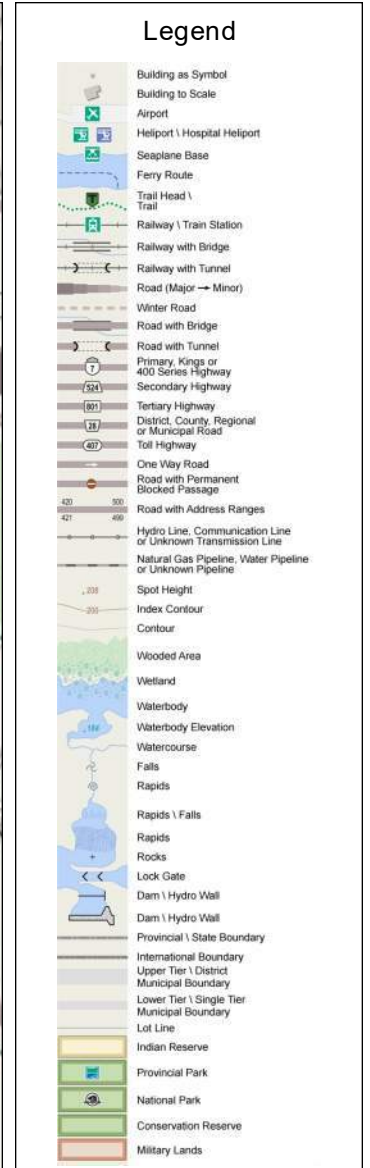 Legend
Building as Symbol
Building to Scale
Airport
Heliport \ Hospital Heliport
Seaplane Base
Ferry Route
Trail Head \
Trail
Railway \ Train Station
Railway with Bridge
Railway with Tunnel
Road (Major → Minor)
Winter Road
Road with Bridge
Road with Tunnel
7
Primary, Kings or
400 Series Highway
524
Secondary Highway
801
Tertiary Highway
28
District, County, Regional
or Municipal Road
407
Toll Highway
One Way Road
Road with Permanent
Blocked Passage
420 500
Road with Address Ranges
421 499
Hydro Line, Communication Line
or Unknown Transmission Line
Natural Gas Pipeline, Water Pipeline
or Unknown Pipeline
.208
Spot Height
200
Index Contour
Contour
Wooded Area
Wetland
Waterbody
.184
Waterbody Elevation
Watercourse
Falls
Rapids
Rapids \ Falls
Rapids
Rocks
Lock Gate
Dam \ Hydro Wall
Dam \ Hydro Wall
Provincial \ State Boundary
International Boundary
Upper Tier \ District
Municipal Boundary
Lower Tier \ Single Tier
Municipal Boundary
Lot Line
Indian Reserve
Provincial Park
National Park
Conservation Reserve
Military Lands